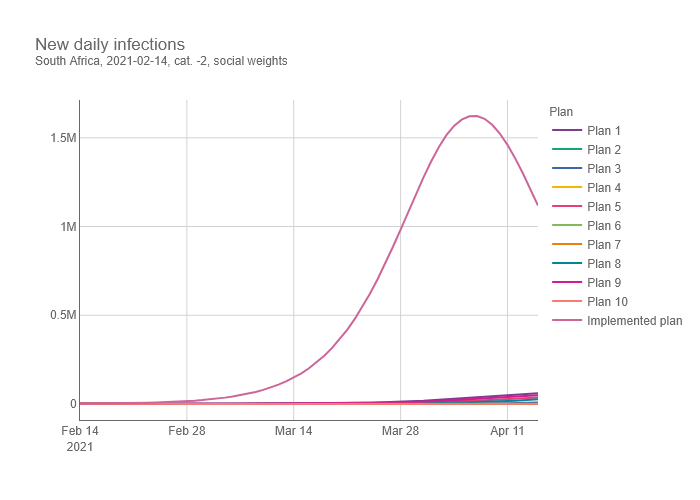 New daily infections
South Africa, 2021-02-14, cat. -2, social weights
Plan
Plan 1
Plan 2
Plan 3
Plan 4
Plan 5
Plan 6
Plan 7
Plan 8
Plan 9
Plan 10
Implemented plan
1.5M
1M
0.5M
0
Feb 14 Feb 28 Mar 14 Mar 28 Apr 11
2021